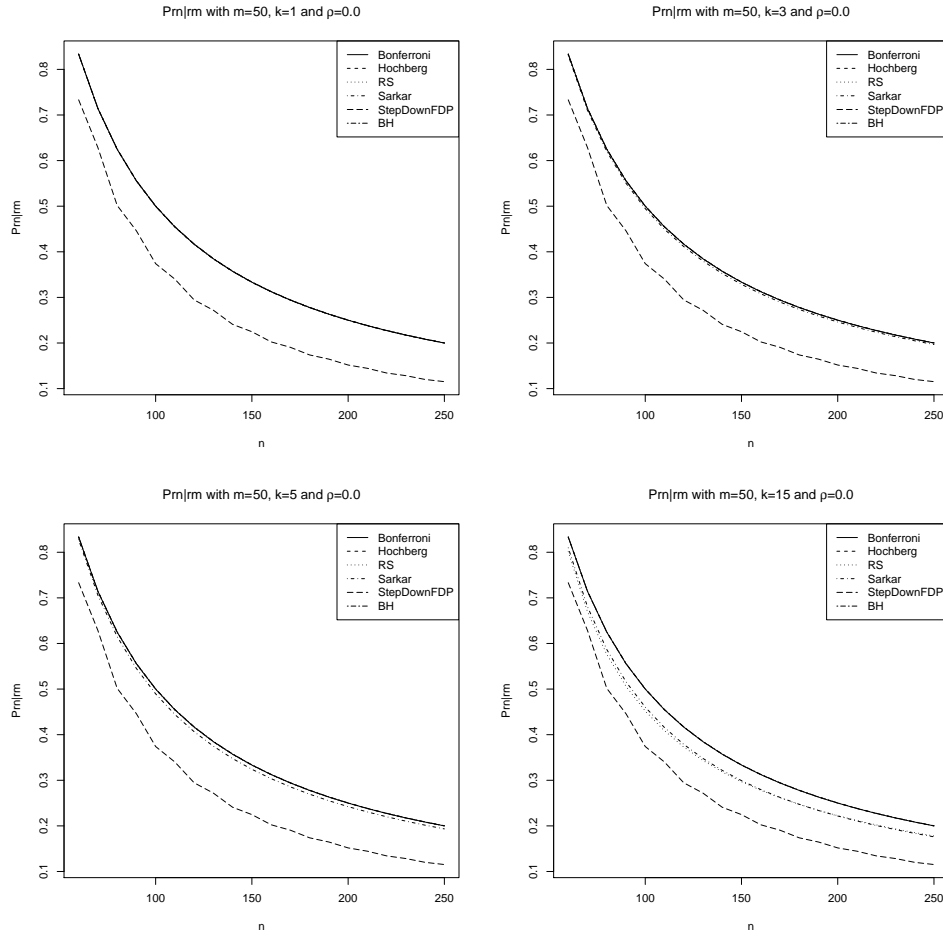 Prn|rm with m=50, k=1 and ρ=0.0
Bonferroni
Hochberg
RS
Sarkar
StepDownFDP
BH
Prn|rm
0.1
0.2
0.3
0.4
0.5
0.6
0.7
0.8
100
150
200
250
n
Prn|rm with m=50, k=3 and ρ=0.0
Bonferroni
Hochberg
RS
Sarkar
StepDownFDP
BH
Prn|rm
0.1
0.2
0.3
0.4
0.5
0.6
0.7
0.8
100
150
200
250
n
Prn|rm with m=50, k=5 and ρ=0.0
Bonferroni
Hochberg
RS
Sarkar
StepDownFDP
BH
Prn|rm
0.1
0.2
0.3
0.4
0.5
0.6
0.7
0.8
100
150
200
250
n
Prn|rm with m=50, k=15 and ρ=0.0
Bonferroni
Hochberg
RS
Sarkar
StepDownFDP
BH
Prn|rm
0.1
0.2
0.3
0.4
0.5
0.6
0.7
0.8
100
150
200
250
n